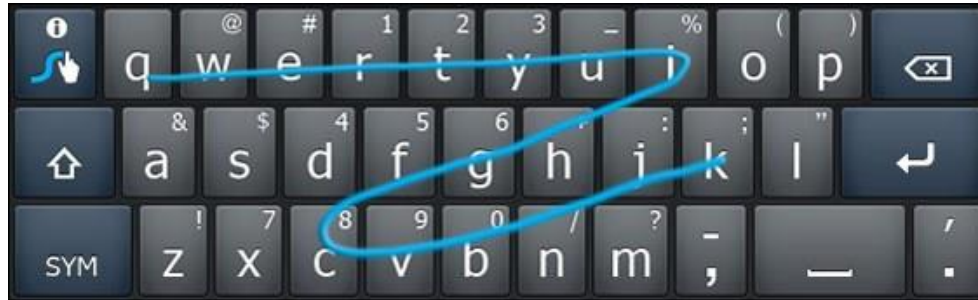 i @ # 1 2 3 _ % ( )
q w e r t y u i o p
& $ 4 5 6 : ; "
a s d f g h j k l
! 7 8 9 0 / ? - ,
SYM z x c v b n m , .